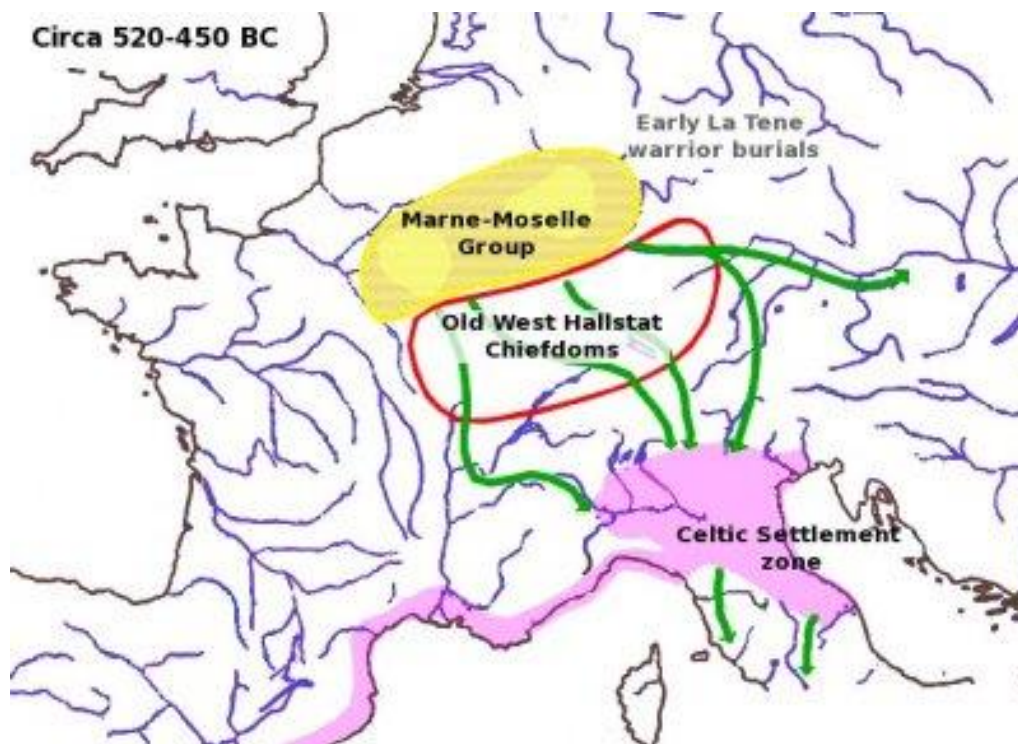 Circa 520-450 BC
Early La Tene
warrior burials
Marne-Moselle
Group
Old West Hallstat
Chiefdoms
Celtic Settlement
zone